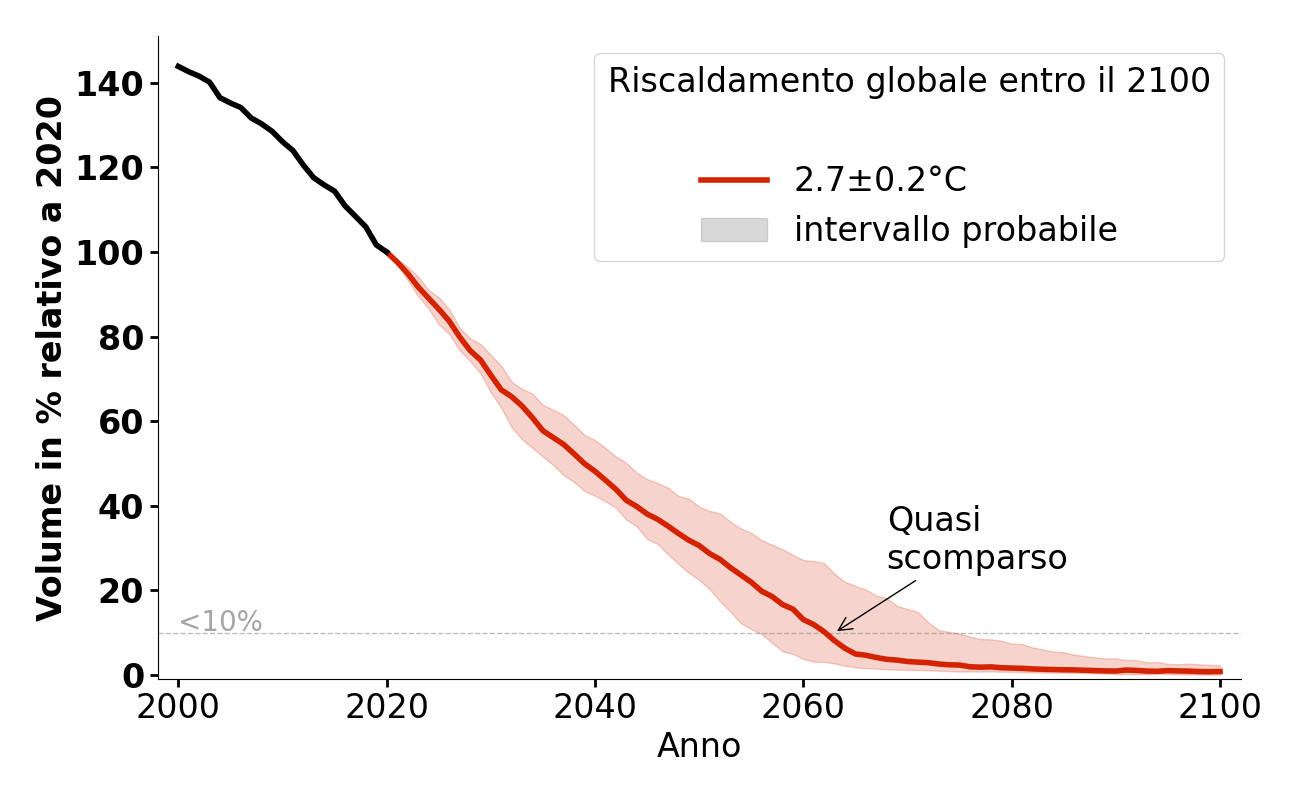 Volume in % relativo a 2020
140
120
100
80
60
40
20
0
Riscaldamento globale entro il 2100
2.7±0.2°C
intervallo probabile
Quasi
scomparso
<10%
2000 2020 2040 2060 2080 2100
Anno